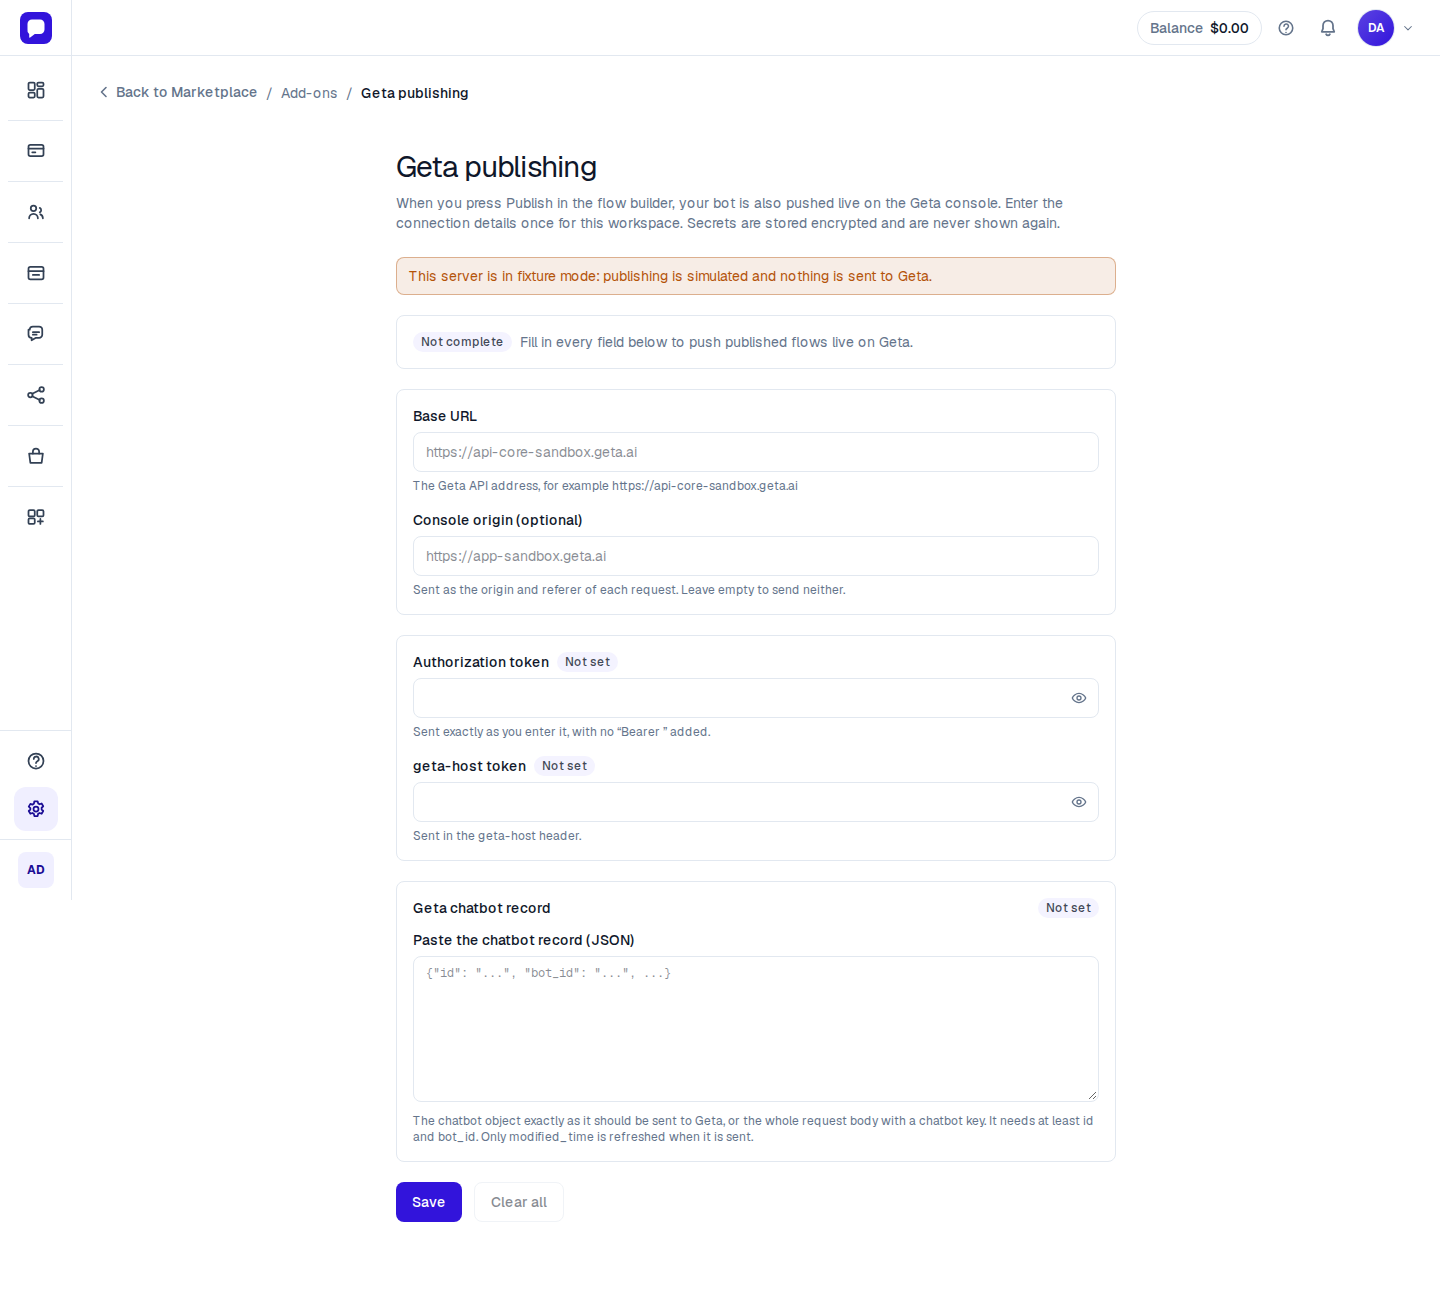 Balance $0.00
DA
Back to Marketplace / Add-ons / Geta publishing
Geta publishing
When you press Publish in the flow builder, your bot is also pushed live on the Geta console. Enter the
connection details once for this workspace. Secrets are stored encrypted and are never shown again.
This server is in fixture mode: publishing is simulated and nothing is sent to Geta.
Not complete Fill in every field below to push published flows live on Geta.
Base URL
https://api-core-sandbox.geta.ai
The Geta API address, for example https://api-core-sandbox.geta.ai
Console origin (optional)
https://app-sandbox.geta.ai
Sent as the origin and referer of each request. Leave empty to send neither.
Authorization token Not set
Sent exactly as you enter it, with no “Bearer ” added.
geta-host token Not set
Sent in the geta-host header.
AD
Geta chatbot record Not set
Paste the chatbot record (JSON)
{"id": "...", "bot_id": "...", ...}
The chatbot object exactly as it should be sent to Geta, or the whole request body with a chatbot key. It needs at least id
and bot_id. Only modified_time is refreshed when it is sent.
Save Clear all